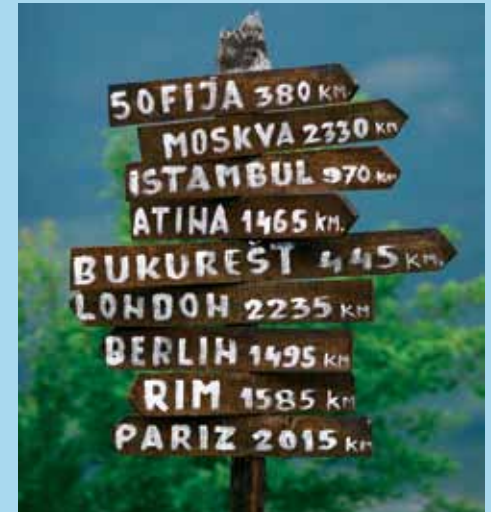 SOFIJA 380 KM.
MOSKVA 2330 KM
ISTAMBUL 970 KM
ATINA 1465 KM.
BUKUREŠT 445 KM.
LONDON 2235 KM
BERLIN 1495 KM
RIM 1585 KM
PARIZ 2015 KM